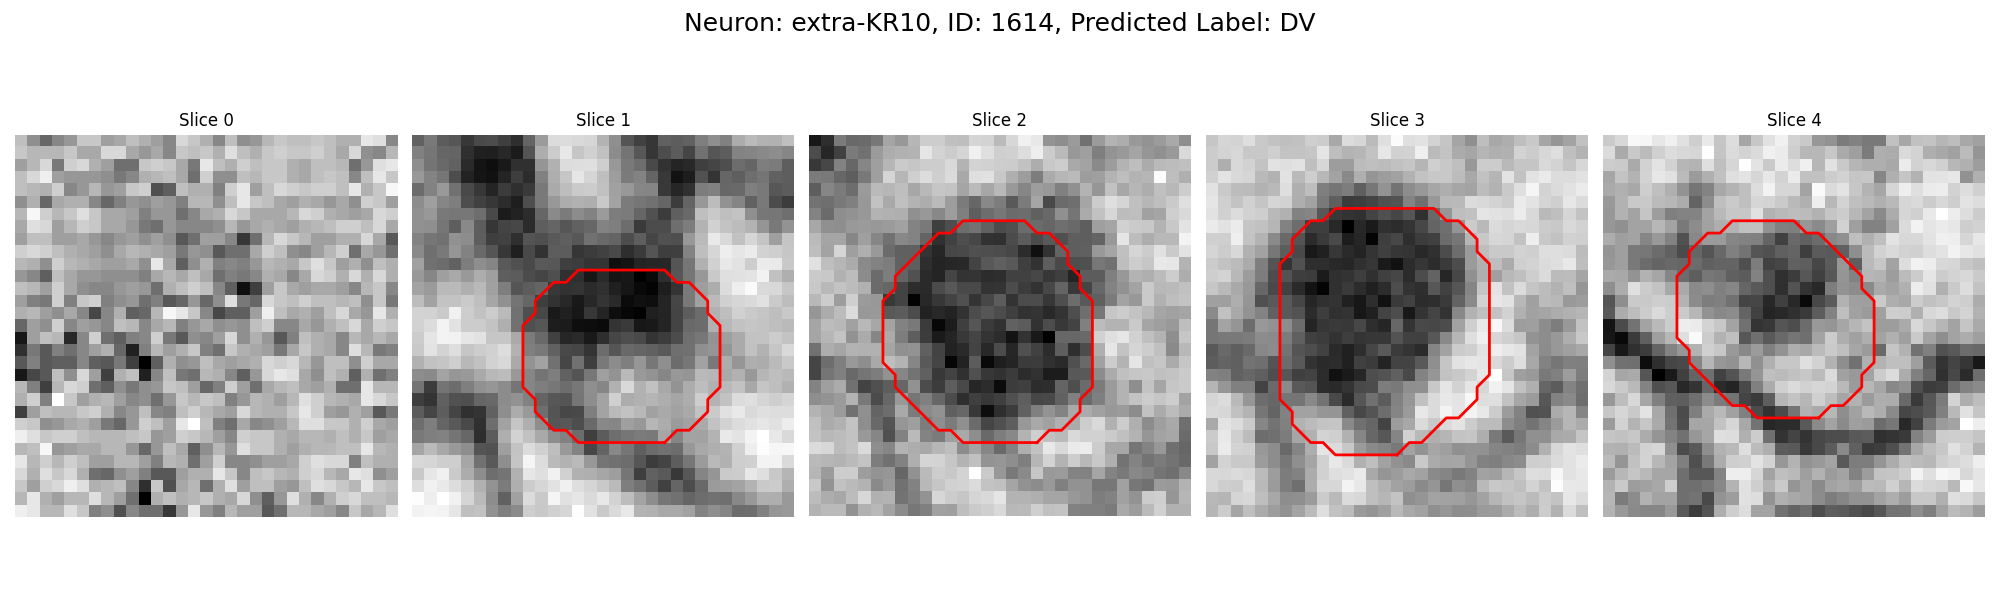 Neuron: extra-KR10, ID: 1614, Predicted Label: DV
Slice 0
Slice 1
Slice 2
Slice 3
Slice 4